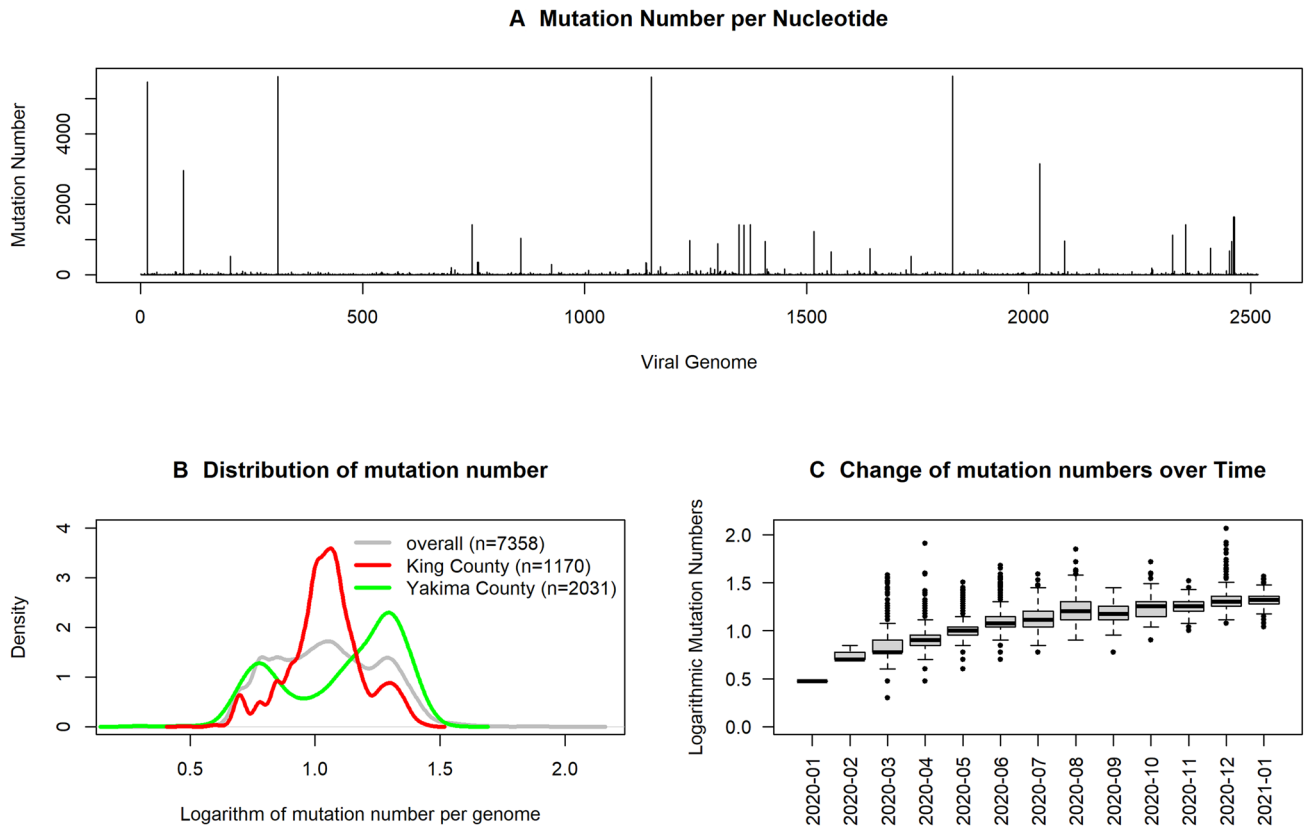 A Mutation Number per Nucleotide
Mutation Number
4000
2000
0
0 500 1000 1500 2000 2500
Viral Genome
B Distribution of mutation number
Density
4
3
2
1
0
overall (n=7358)
King County (n=1170)
Yakima County (n=2031)
0.5 1.0 1.5 2.0
Logarithm of mutation number per genome
C Change of mutation numbers over Time
Logarithmic Mutation Numbers
2.0
1.5
1.0
0.5
0.0
2020-01
2020-02
2020-03
2020-04
2020-05
2020-06
2020-07
2020-08
2020-09
2020-10
2020-11
2020-12
2021-01